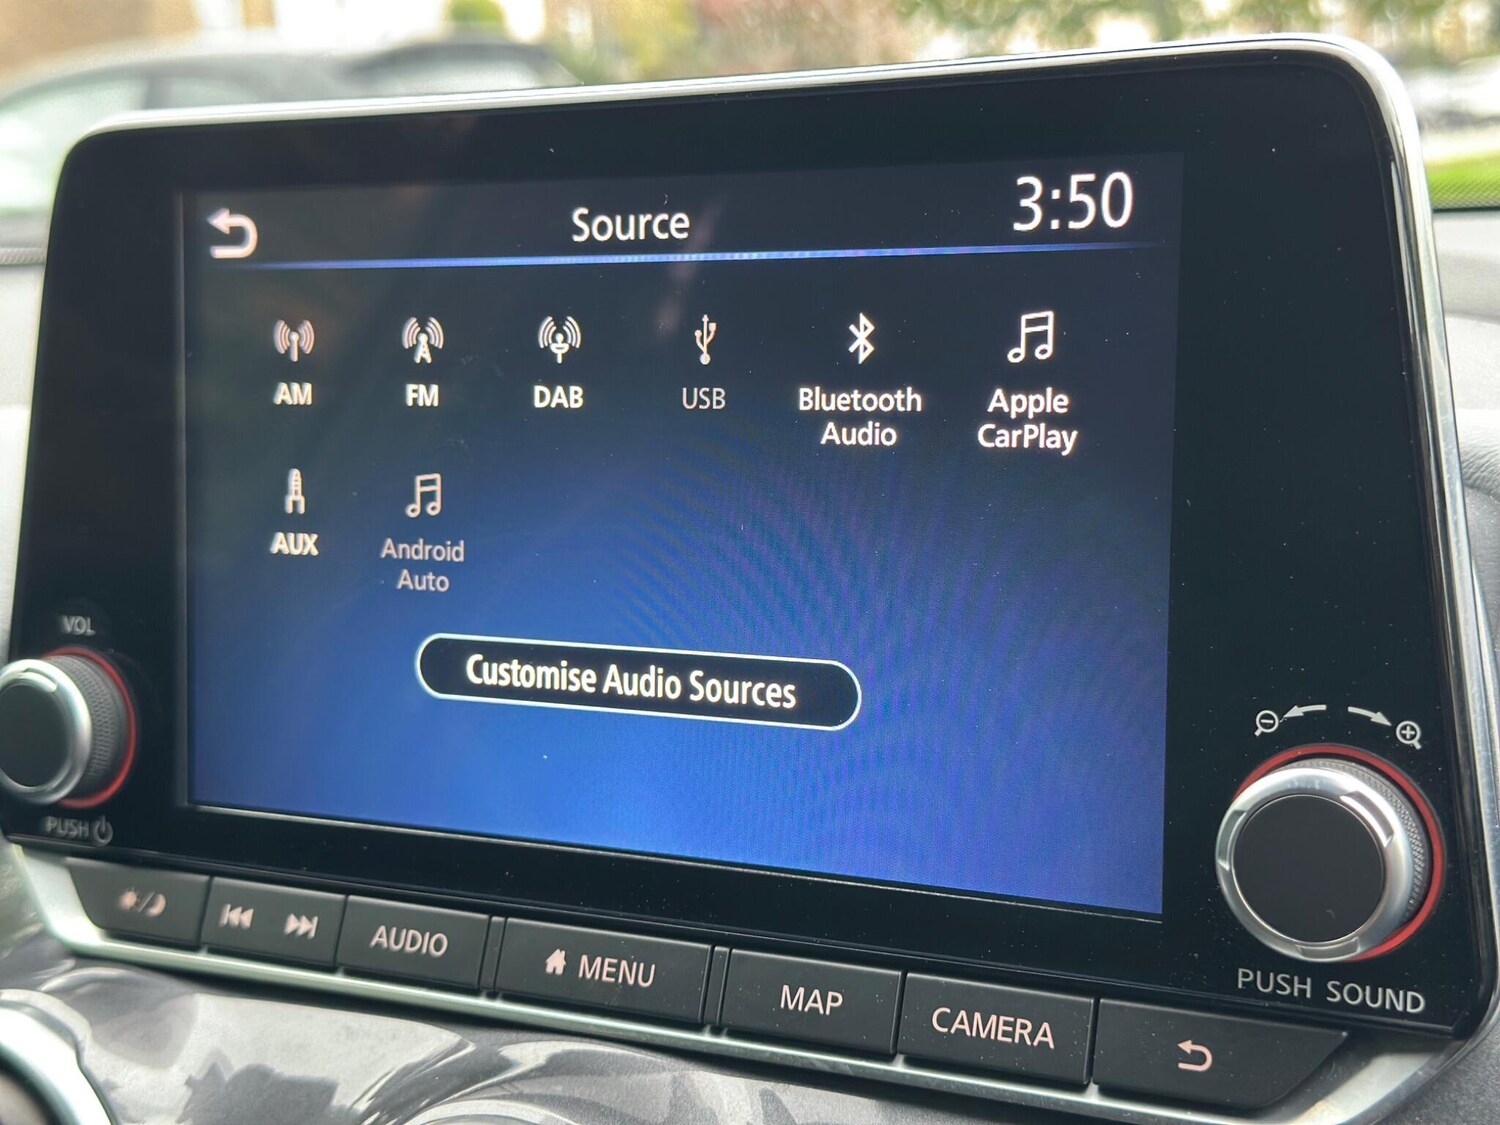 Source
3:50
AM
FM
DAB
USB
Bluetooth
Audio
Apple
CarPlay
AUX
Android
Auto
Customise Audio Sources
VOL
PUSH
AUDIO
MENU
MAP
CAMERA
PUSH SOUND